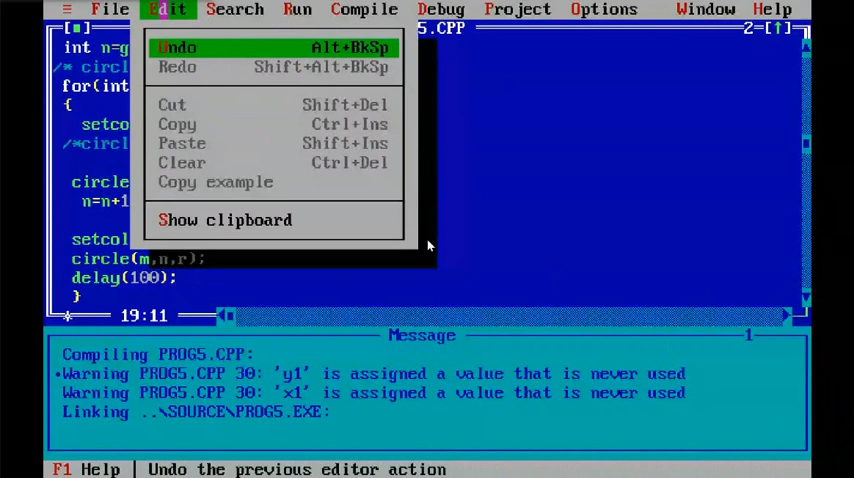 ≡ File Edit Search Run Compile Debug Project Options Window Help
[■] 5.CPP 2=[↑]
int n=g
/* circl
for(int
{
setcol
/*circl
circle
n=n+1
setcol
circle(m,n,r);
delay(100);
}
19:11
Undo Alt+BkSp
Redo Shift+Alt+BkSp
Cut Shift+Del
Copy Ctrl+Ins
Paste Shift+Ins
Clear Ctrl+Del
Copy example
Show clipboard
Message 1
Compiling PROG5.CPP:
•Warning PROG5.CPP 30: 'y1' is assigned a value that is never used
Warning PROG5.CPP 30: 'x1' is assigned a value that is never used
Linking ..\SOURCE\PROG5.EXE:
F1 Help | Undo the previous editor action